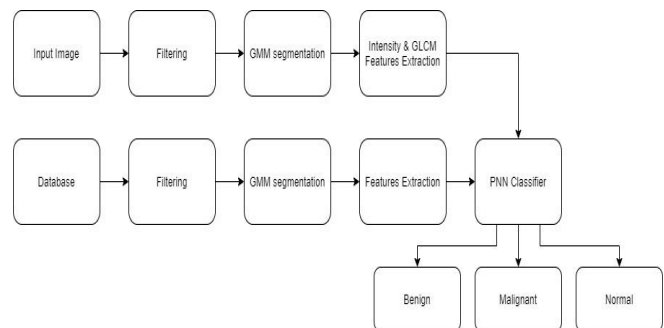 Input Image
Filtering
GMM segmentation
Intensity & GLCM
Features Extraction
Database
Filtering
GMM segmentation
Features Extraction
PNN Classifier
Benign
Malignant
Normal